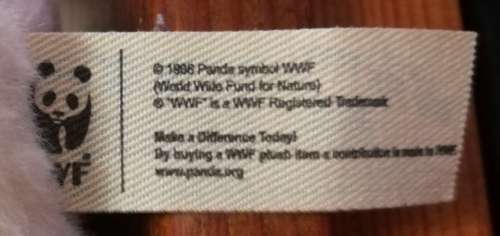 © 1986 Panda symbol WWF
(World Wide Fund for Nature)
® "WWF" is a WWF Registered Trademark
WWF®
Make a Difference Today!
By buying a WWF plush item a contribution is made to WWF
www.panda.org